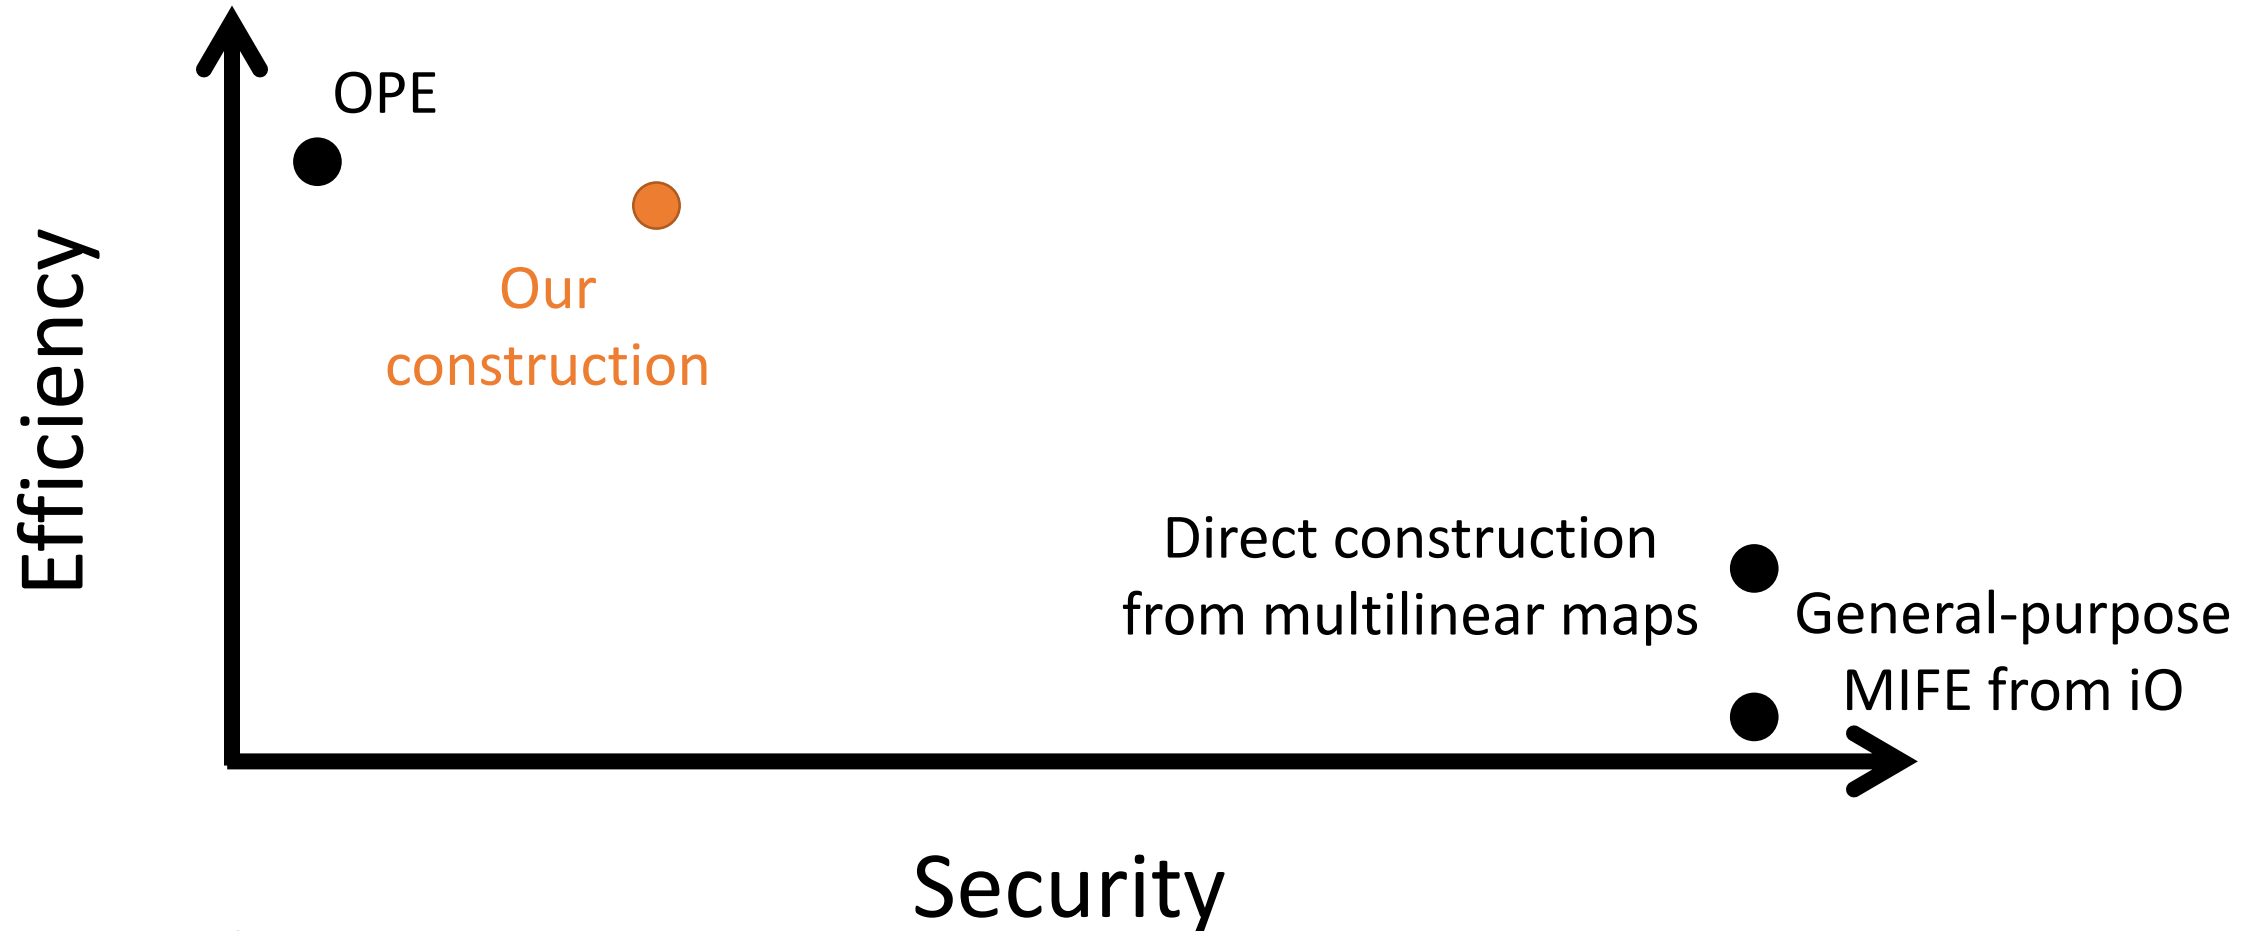 OPE
Our
construction
Efficiency
Direct construction
from multilinear maps
General-purpose
MIFE from iO
Security